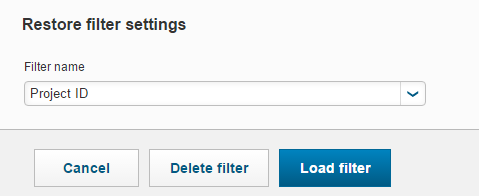 Restore filter settings
Filter name
Project ID
Cancel Delete filter Load filter